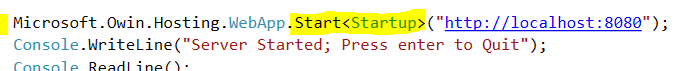 Microsoft.Owin.Hosting.WebApp.Start<Startup>("http://localhost:8080");
Console.WriteLine("Server Started; Press enter to Quit");
Console.ReadLine();